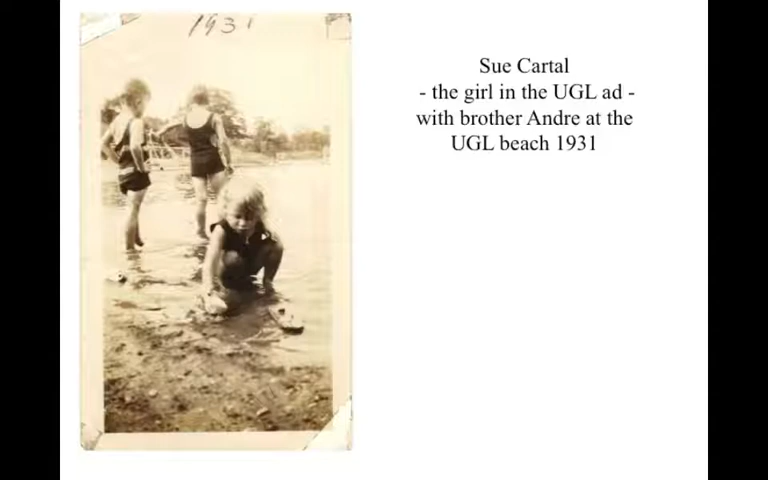 1931
Sue Cartal
- the girl in the UGL ad -
with brother Andre at the
UGL beach 1931